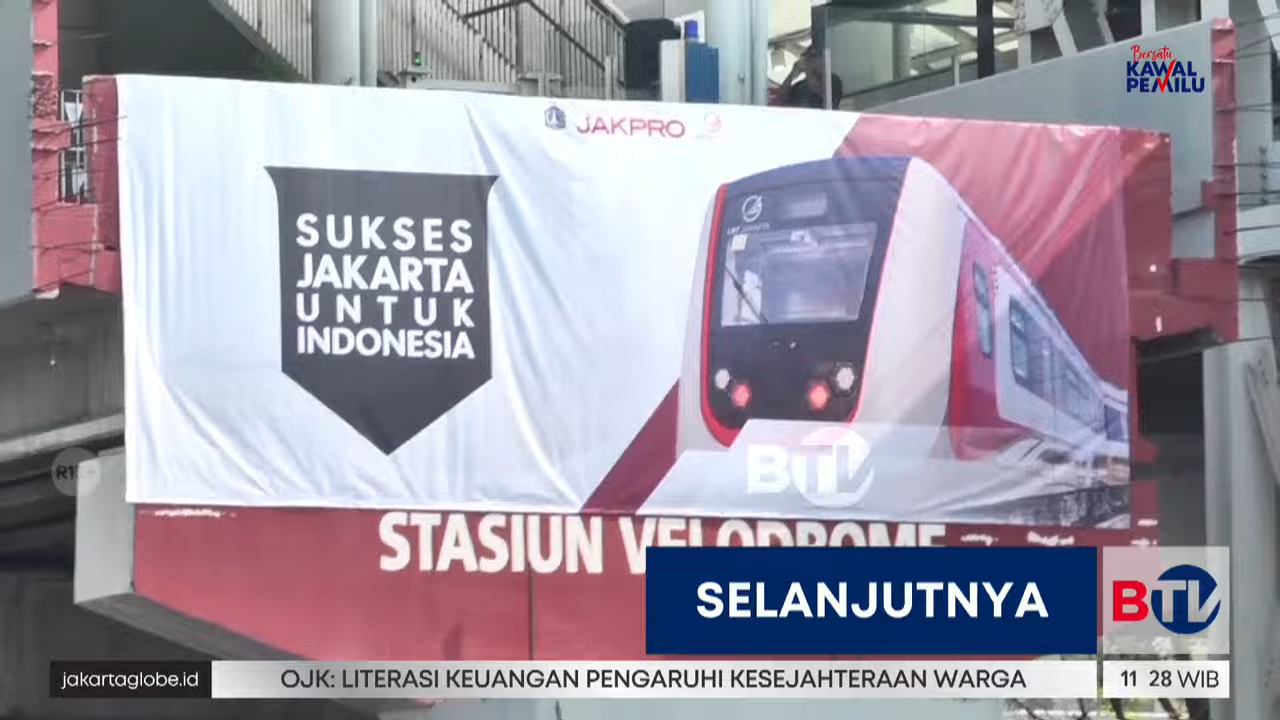 Bersatu
KAWAL
PEMILU
JAKPRO
SUKSES
JAKARTA
UNTUK
INDONESIA
BTV
STASIUN VELODROME
SELANJUTNYA
BTV
jakartaglobe.id
OJK: LITERASI KEUANGAN PENGARUHI KESEJAHTERAAN WARGA
11 28 WIB